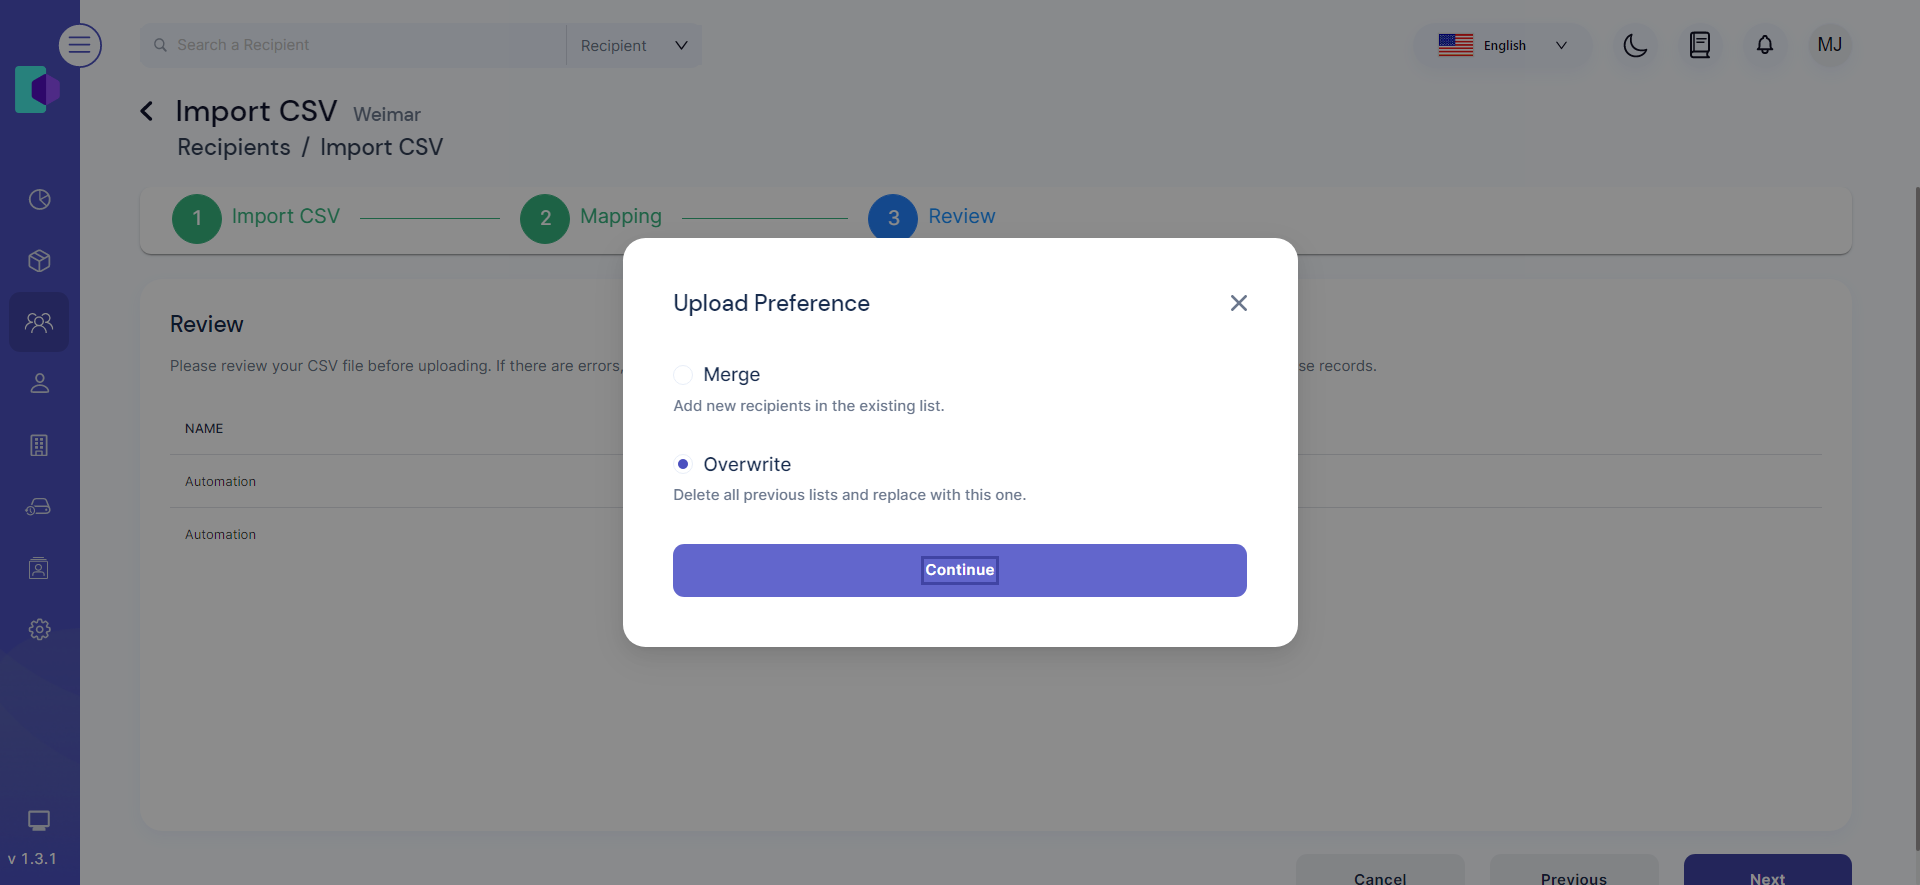 Search a Recipient
Recipient
English
MJ
Import CSV Weimar
Recipients / Import CSV
1 Import CSV
2 Mapping
3 Review
Upload Preference
Review
Please review your CSV file before uploading. If there are errors,
se records.
Merge
Add new recipients in the existing list.
NAME
Overwrite
Automation
Delete all previous lists and replace with this one.
Automation
Continue
v 1.3.1
Cancel
Previous
Next